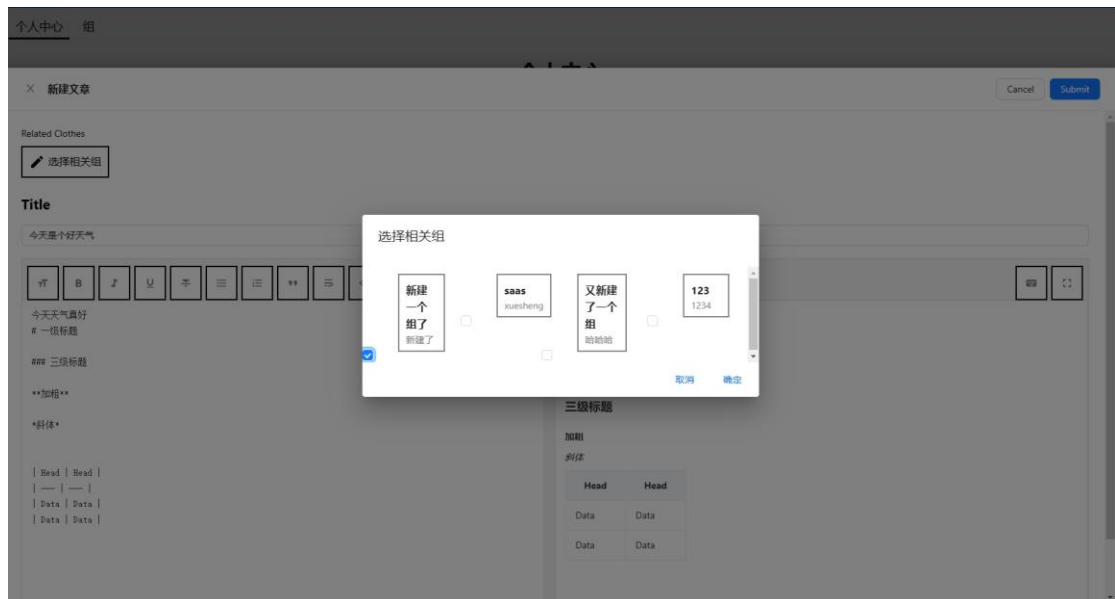 个人中心 组
个人中心
新建文章
Cancel Submit
Related Clothes
选择相关组
Title
今天是个好天气
今天天气真好
# 一级标题
### 三级标题
**加粗**
*斜体*
| Head | Head |
| —— | —— |
| Data | Data |
| Data | Data |
选择相关组
新建
一个
组了
新建了
saas
xuesheng
又新建
了一个
组
哈哈哈
123
1234
取消 确定
三级标题
加粗
斜体
Head Head
Data Data
Data Data